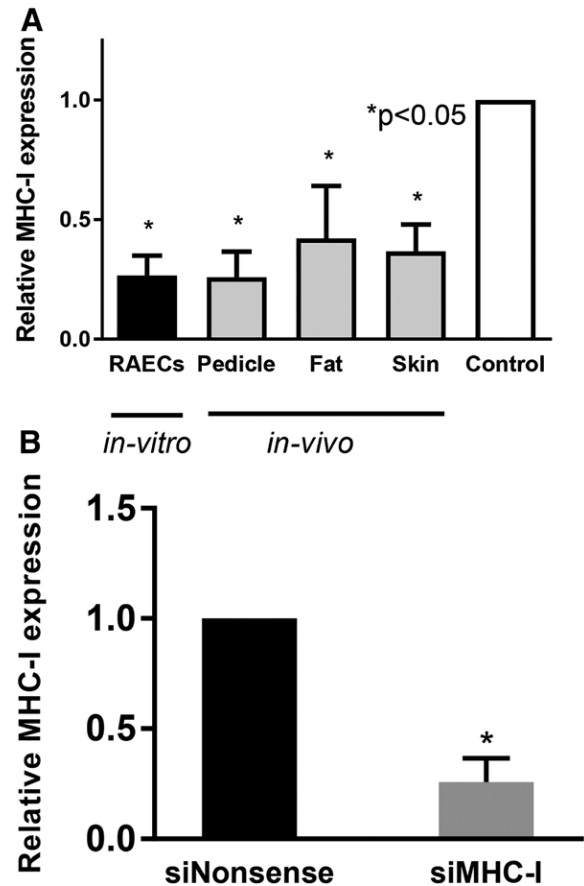 A
Relative MHC-I expression
1.0
0.5
0.0
*p<0.05
* * * *
RAECs Pedicle Fat Skin Control
in-vitro in-vivo
B
Relative MHC-I expression
1.5
1.0
0.5
0.0
*
siNonsense siMHC-I